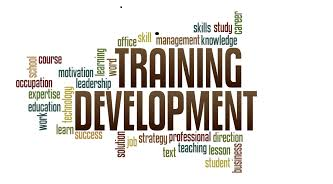 career
skills study
skill
office management knowledge
learning
word
TRAINING
DEVELOPMENT
school course
motivation
occupation leadership
expertise
education technology
work
learn
success
solution
job strategy professional direction
text teaching lesson
student
business